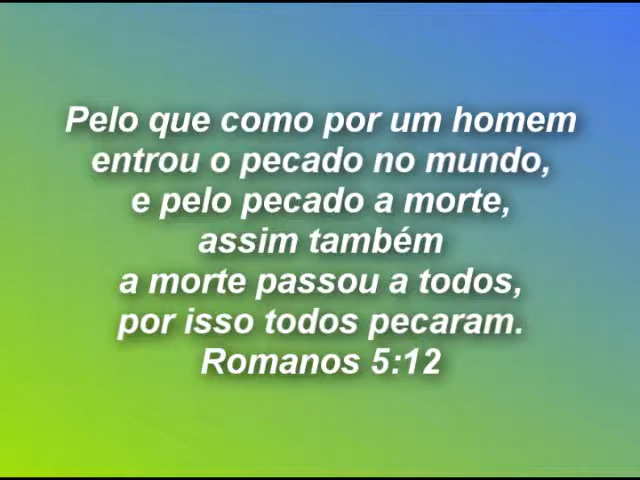 Pelo que como por um homem
entrou o pecado no mundo,
e pelo pecado a morte,
assim também
a morte passou a todos,
por isso todos pecaram.
Romanos 5:12